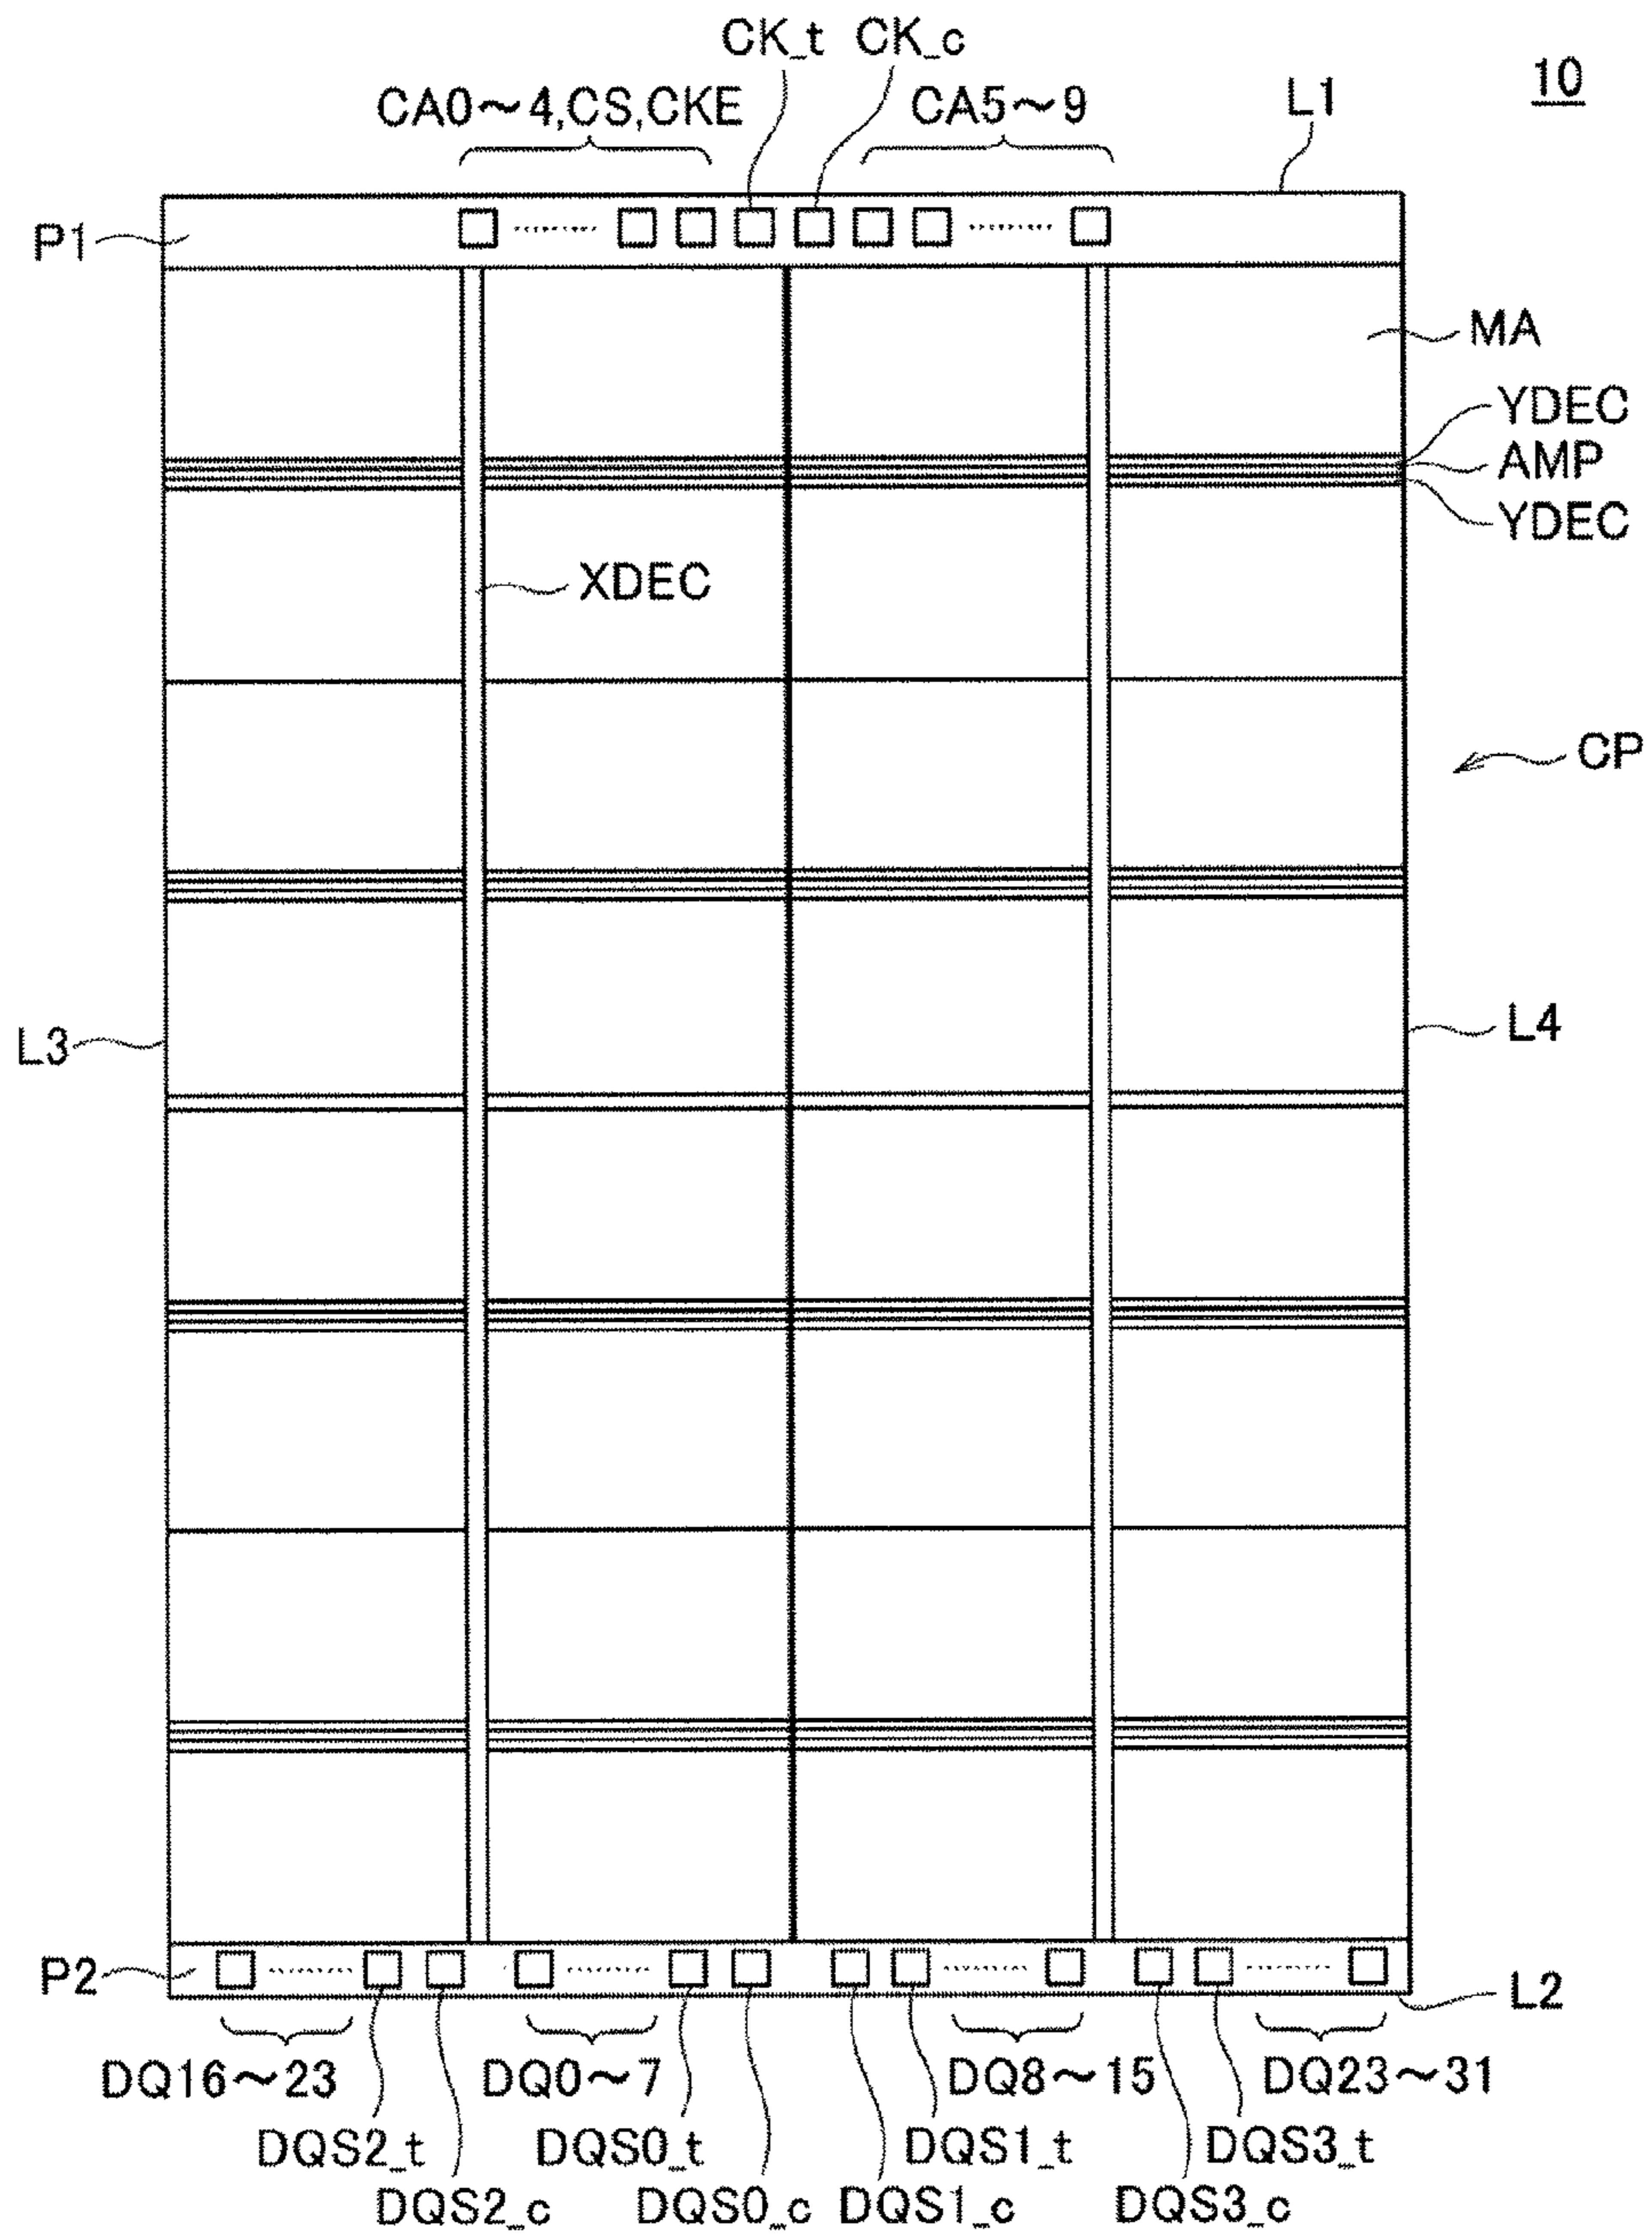 CK_t CK_c
10
CA0～4,CS,CKE
CA5～9
L1
P1
MA
YDEC
AMP
YDEC
XDEC
CP
L3
L4
P2
L2
DQ16～23
DQ0～7
DQ8～15
DQ23～31
DQS2_t
DQS0_t
DQS1_t
DQS3_t
DQS2_c
DQS0_c
DQS1_c
DQS3_c